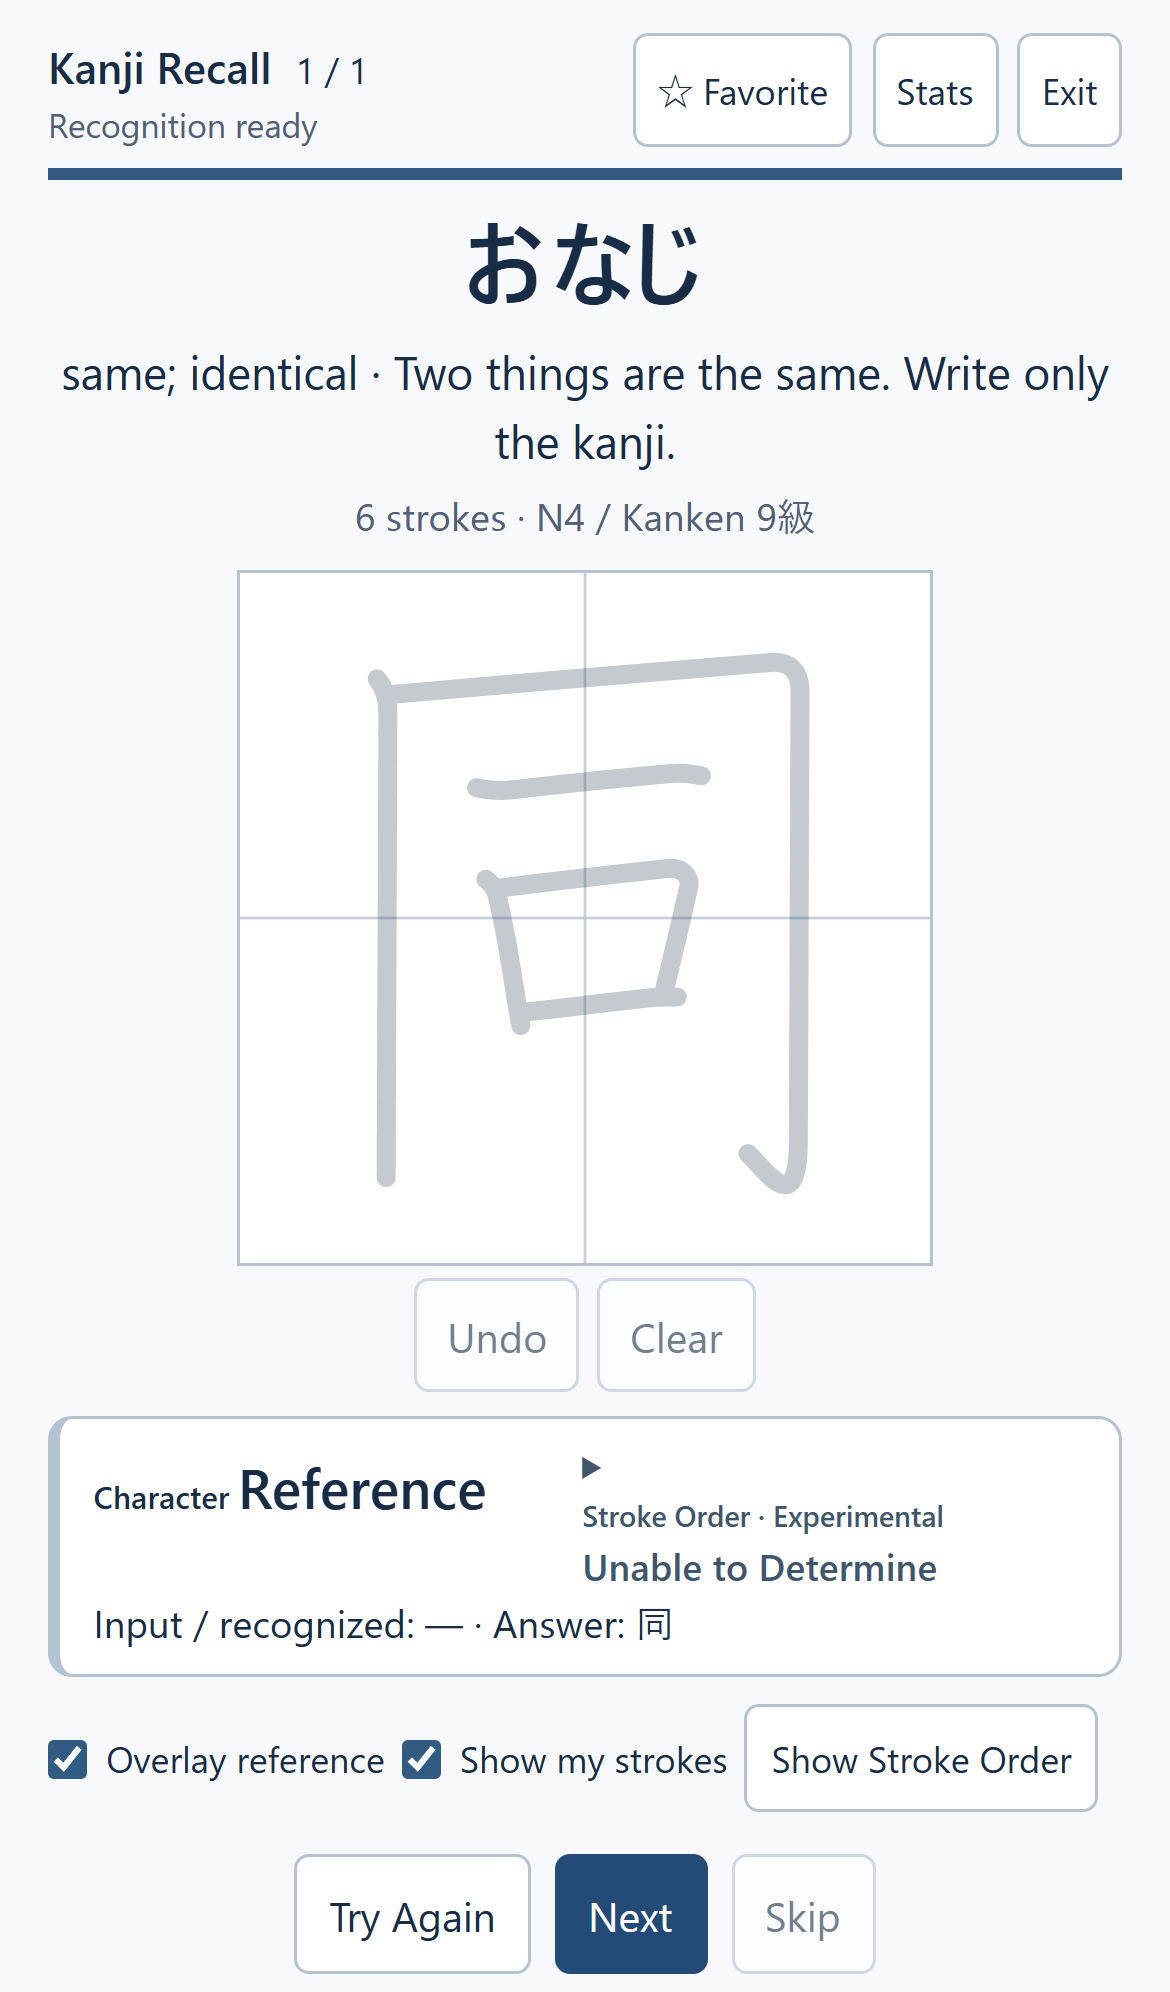 Kanji Recall 1 / 1
Recognition ready
☆ Favorite
Stats
Exit
おなじ
same; identical · Two things are the same. Write only
the kanji.
6 strokes · N4 / Kanken 9級
同
Undo
Clear
Character Reference
▶
Stroke Order · Experimental
Unable to Determine
Input / recognized: — · Answer: 同
Overlay reference
Show my strokes
Show Stroke Order
Try Again
Next
Skip